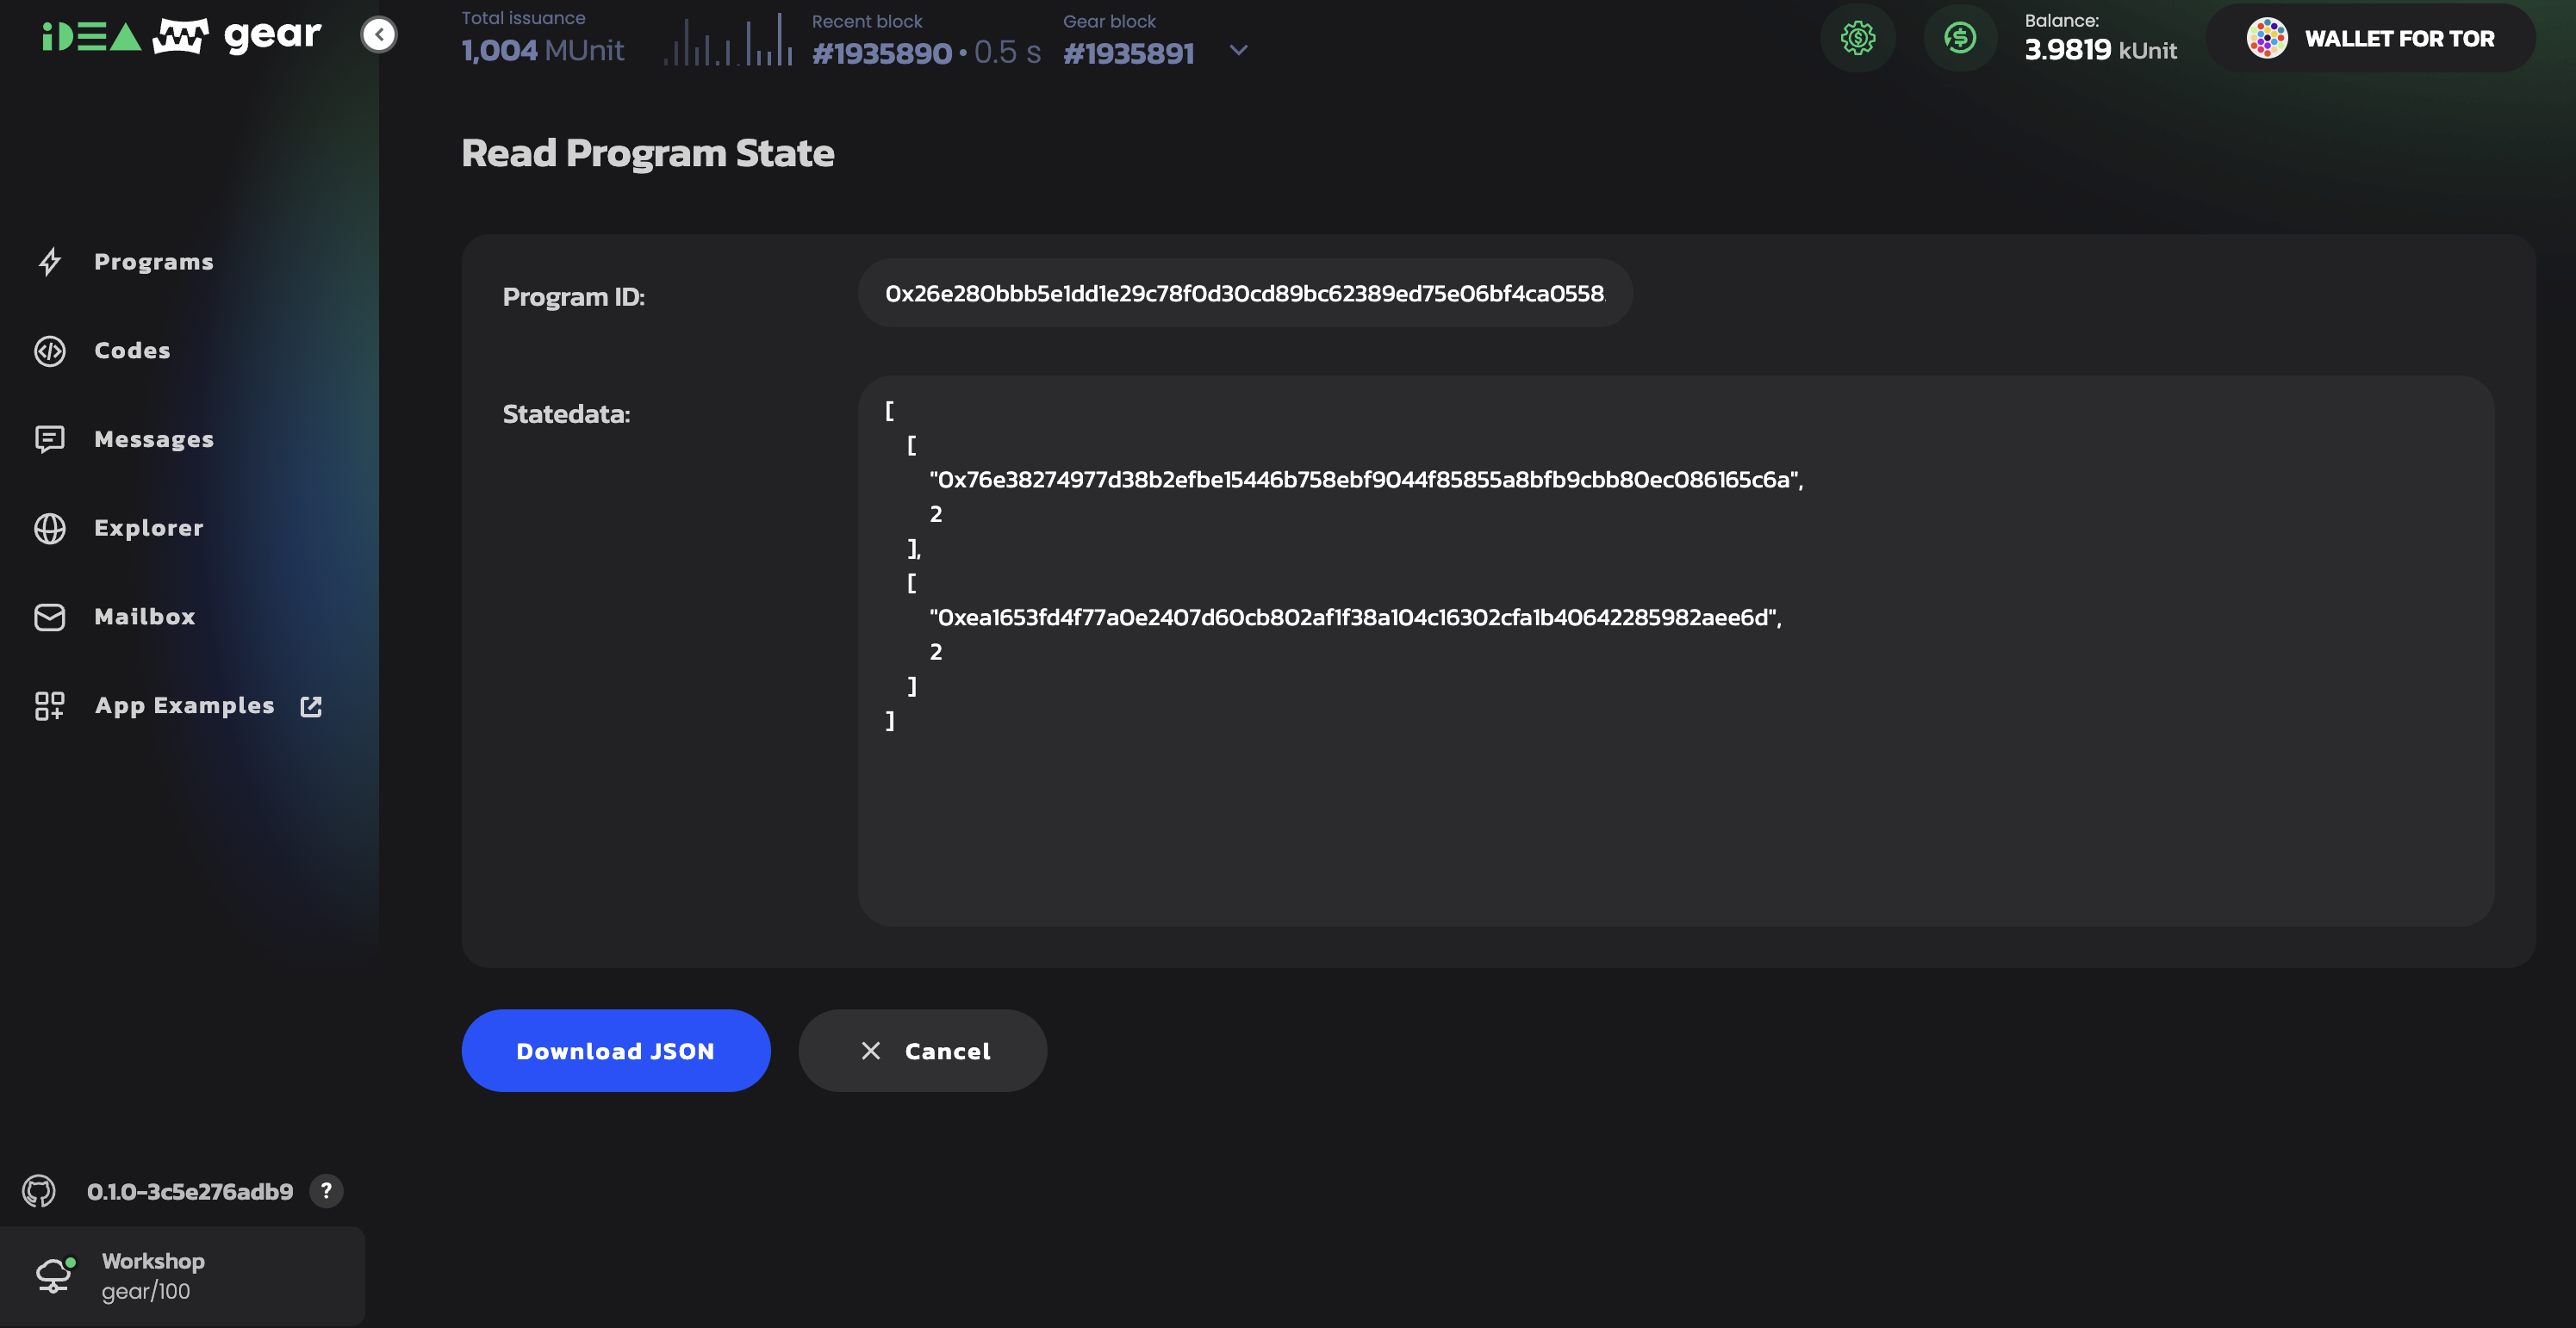 iDEA gear
Total issuance
1,004 MUnit
Recent block
#1935890 • 0.5 s
Gear block
#1935891
Balance:
3.9819 kUnit
WALLET FOR TOR
Read Program State
Programs
Codes
Messages
Explorer
Mailbox
App Examples
Program ID:
0x26e280bbb5e1dd1e29c78f0d30cd89bc62389ed75e06bf4ca0558
Statedata:
[
[
"0x76e38274977d38b2efbe15446b758ebf9044f85855a8bfb9cbb80ec086165c6a",
2
],
[
"0xea1653fd4f77a0e2407d60cb802af1f38a104c16302cfa1b40642285982aee6d",
2
]
]
Download JSON
Cancel
0.1.0-3c5e276adb9
?
Workshop
gear/100